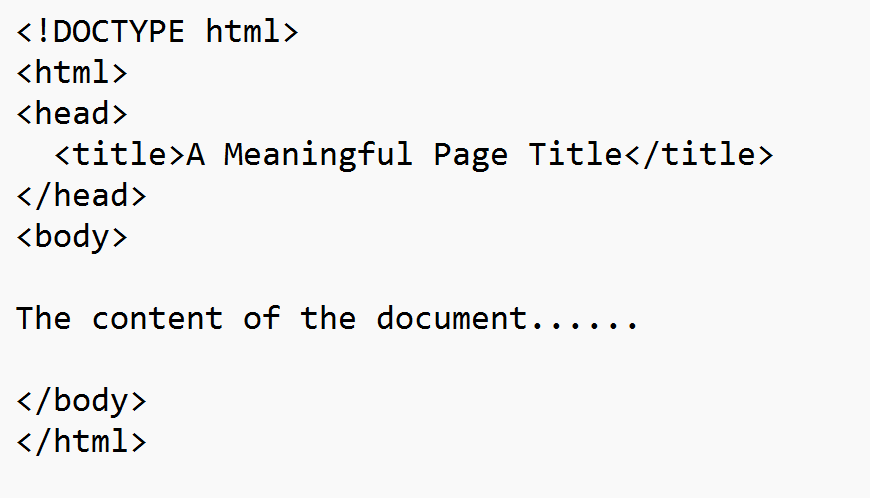 <!DOCTYPE html>
<html>
<head>
  <title>A Meaningful Page Title</title>
</head>
<body>

The content of the document......

</body>
</html>